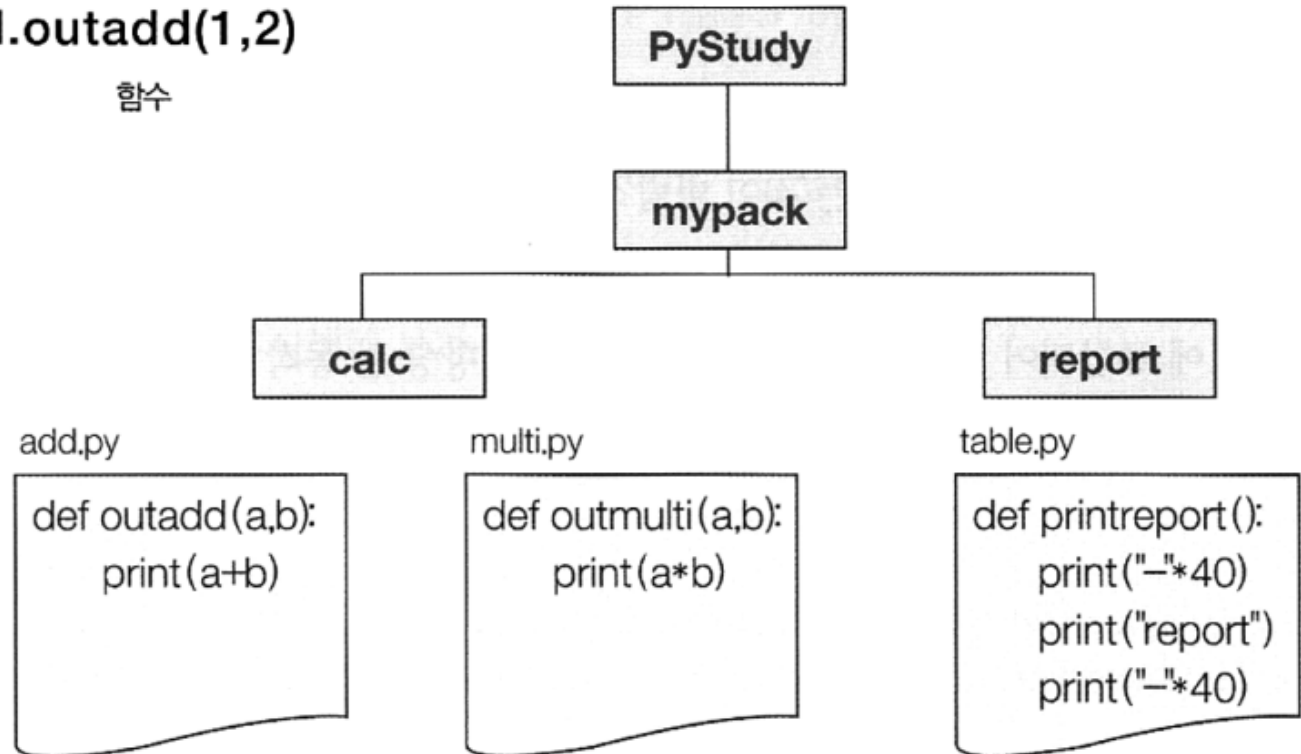 .outadd(1,2)
함수
PyStudy
mypack
calc
report
add.py
multi.py
table.py
def outadd(a,b):
print(a+b)
def outmulti(a,b):
print(a*b)
def printreport():
print("-"*40)
print("report")
print("-"*40)